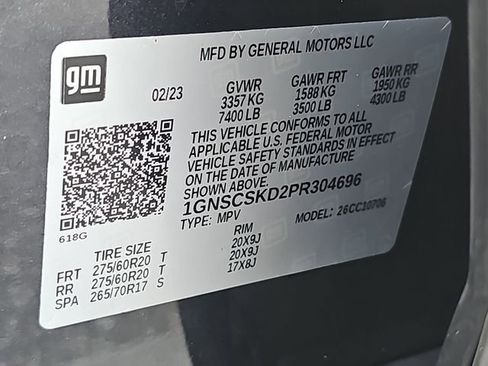 gm
MFD BY GENERAL MOTORS LLC
02/23 GVWR GAWR FRT GAWR RR
3357 KG 1588 KG 1950 KG
7400 LB 3500 LB 4300 LB
THIS VEHICLE CONFORMS TO ALL
APPLICABLE U.S. FEDERAL MOTOR
VEHICLE SAFETY STANDARDS IN EFFECT
ON THE DATE OF MANUFACTURE
SHOWN ABOVE.
1GNSCSKD2PR304696
TYPE: MPV MODEL: 26CC10706
618G
TIRE SIZE RIM
FRT 275/60R20 T 20X9J
RR 275/60R20 T 20X9J
SPA 265/70R17 S 17X8J